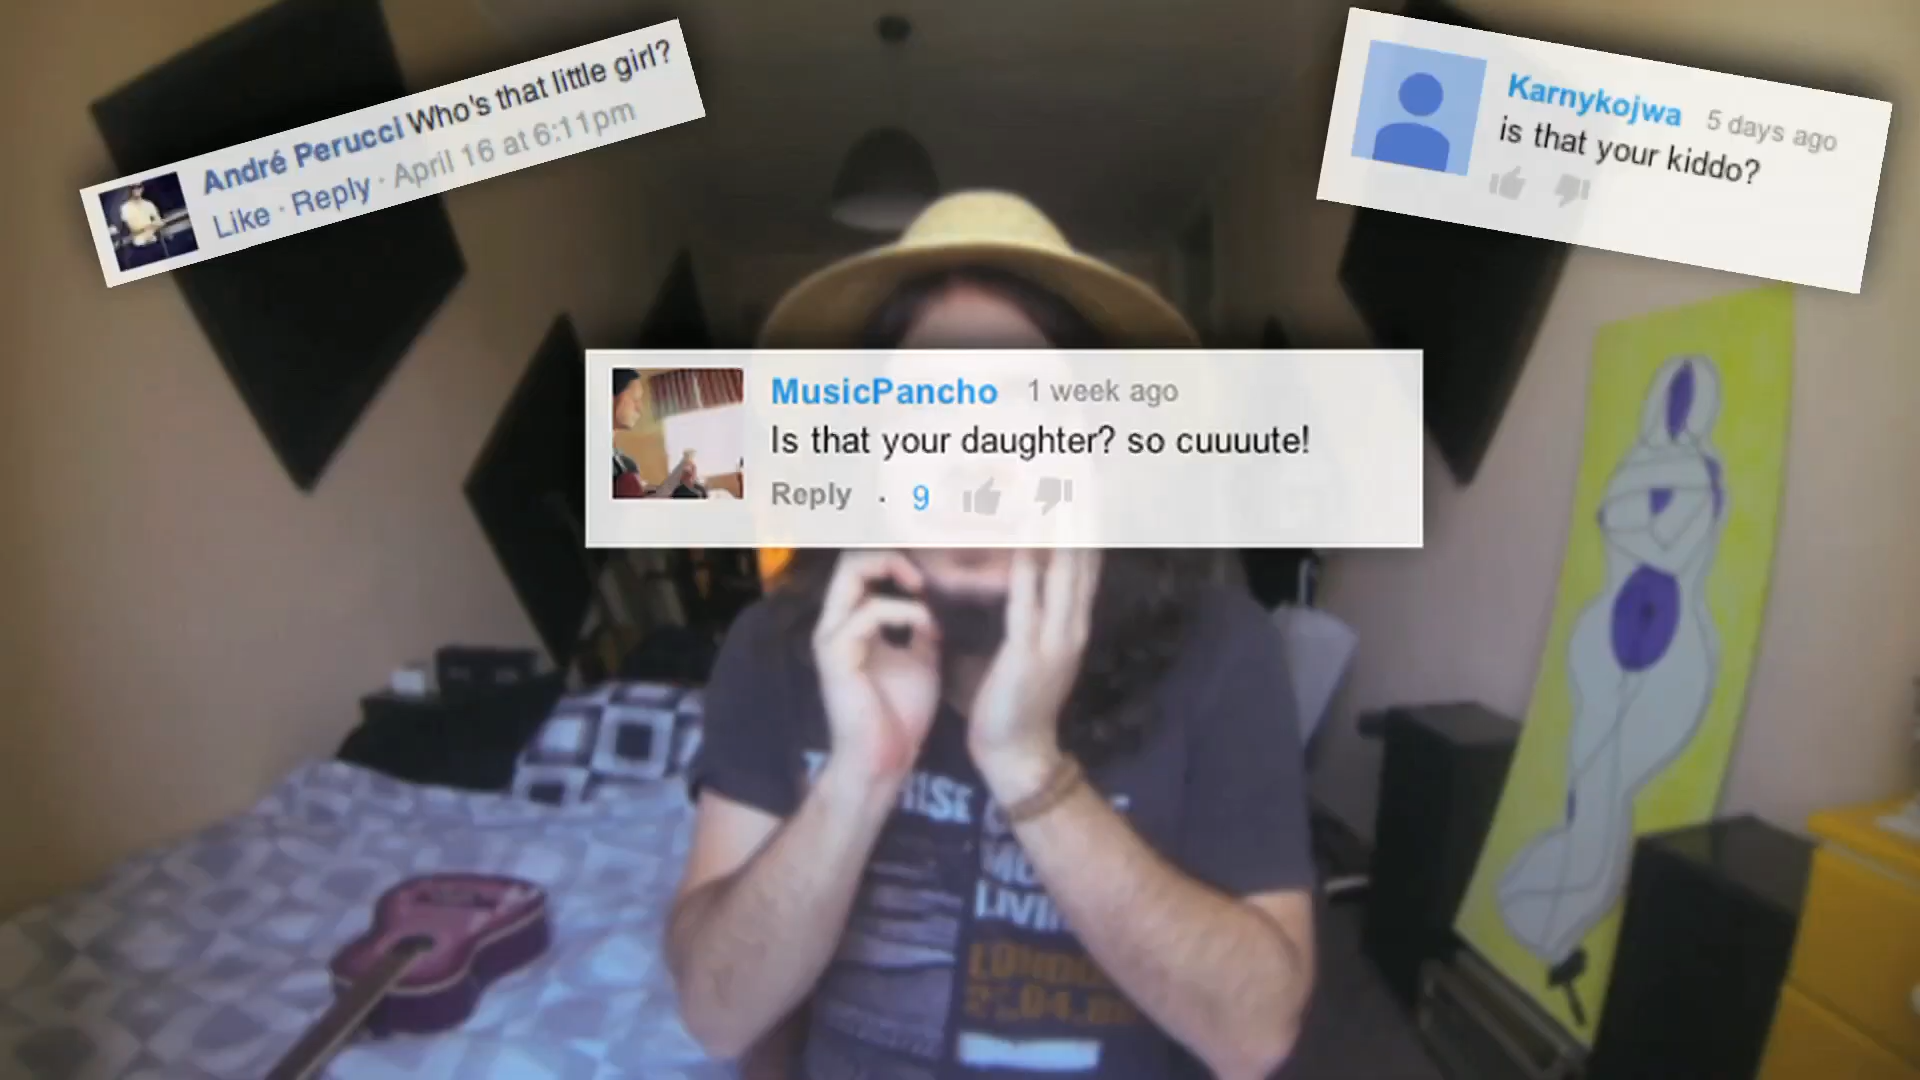 André Perucci Who's that little girl?
Like · Reply · April 16 at 6:11pm
Karnykojwa 5 days ago
is that your kiddo?
MusicPancho 1 week ago
Is that your daughter? so cuuuute!
Reply · 9